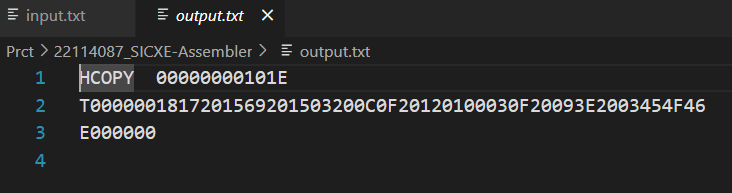 input.txt
output.txt
Prct > 22114087_SICXE-Assembler > output.txt
1 HCOPY  00000000101E
2 T0000001817201569201503200C0F20120100030F20093E2003454F46
3 E000000
4